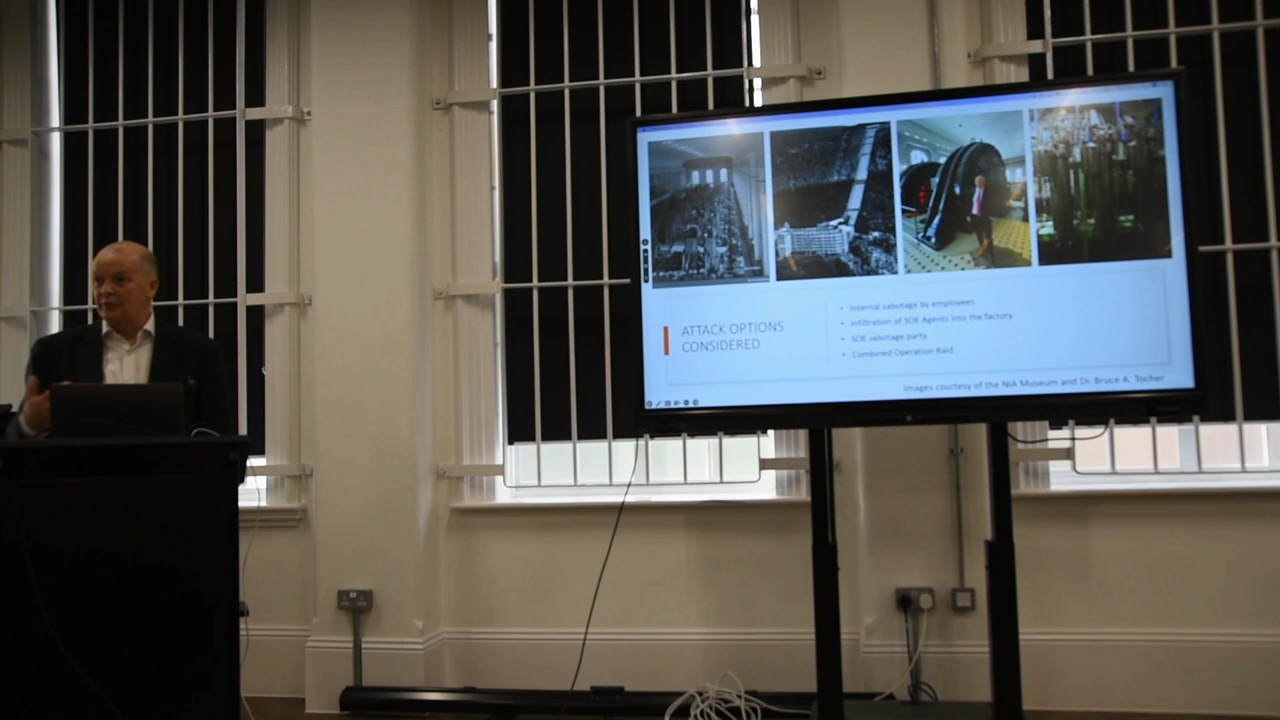 ATTACK OPTIONS
CONSIDERED
• Internal sabotage by employees
• Infiltration of SOE Agents into the factory
• SOE sabotage party
• Combined Operation Raid
Images courtesy of the NIA Museum and Dr. Bruce A. Tocher